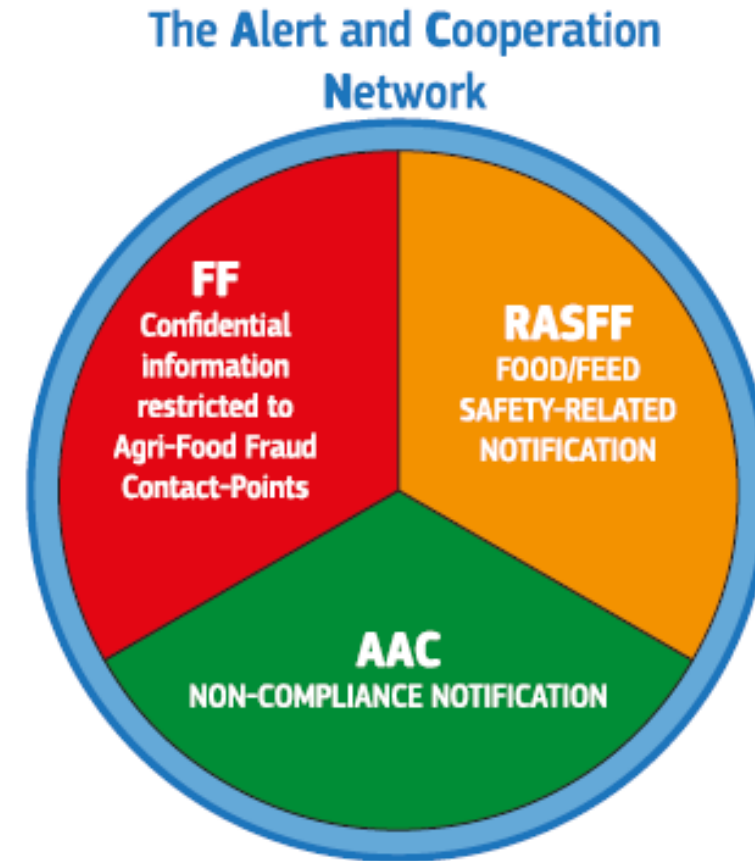 The Alert and Cooperation
Network
FF
Confidential
information
restricted to
Agri-Food Fraud
Contact-Points
RASFF
FOOD/FEED
SAFETY-RELATED
NOTIFICATION
AAC
NON-COMPLIANCE NOTIFICATION